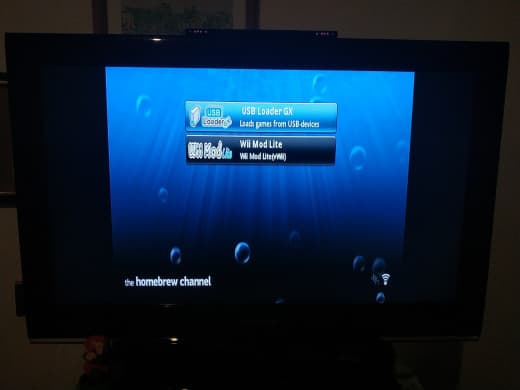 USB Loader GX
USB
Loader GX
Loads games from USB-devices
Wii Mod Lite
Wii Mod Lite
Wii Mod Lite(vWii)
the homebrew channel